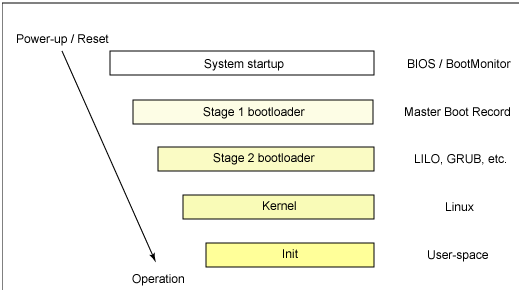 Power-up / Reset
System startup
BIOS / BootMonitor
Stage 1 bootloader
Master Boot Record
Stage 2 bootloader
LILO, GRUB, etc.
Kernel
Linux
Init
User-space
Operation